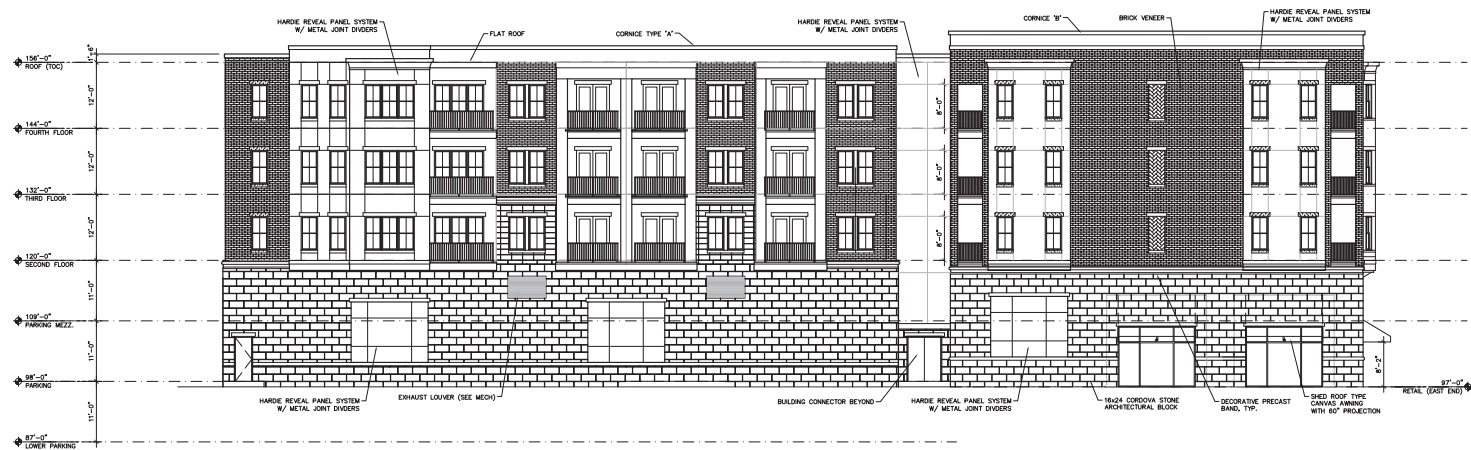 HARDIE REVEAL PANEL SYSTEM
W/ METAL JOINT DIVDERS
FLAT ROOF
CORNICE TYPE 'A'
HARDIE REVEAL PANEL SYSTEM
W/ METAL JOINT DIVDERS
CORNICE 'B'
BRICK VENEER
HARDIE REVEAL PANEL SYSTEM
W/ METAL JOINT DIVDERS
156'-0"
ROOF (TOC)
1'-6"
12'-0"
144'-0"
FOURTH FLOOR
12'-0"
132'-0"
THIRD FLOOR
12'-0"
120'-0"
SECOND FLOOR
11'-0"
109'-0"
PARKING MEZZ.
11'-0"
98'-0"
PARKING
11'-0"
87'-0"
LOWER PARKING
8'-0"
8'-0"
8'-0"
8'-2"
97'-0"
RETAIL (EAST END)
HARDIE REVEAL PANEL SYSTEM
W/ METAL JOINT DIVDERS
EXHAUST LOUVER (SEE MECH)
BUILDING CONNECTOR BEYOND
HARDIE REVEAL PANEL SYSTEM
W/ METAL JOINT DIVDERS
16x24 CORDOVA STONE
ARCHITECTURAL BLOCK
DECORATIVE PRECAST
BAND, TYP.
SHED ROOF TYPE
CANVAS AWNING
WITH 60" PROJECTION